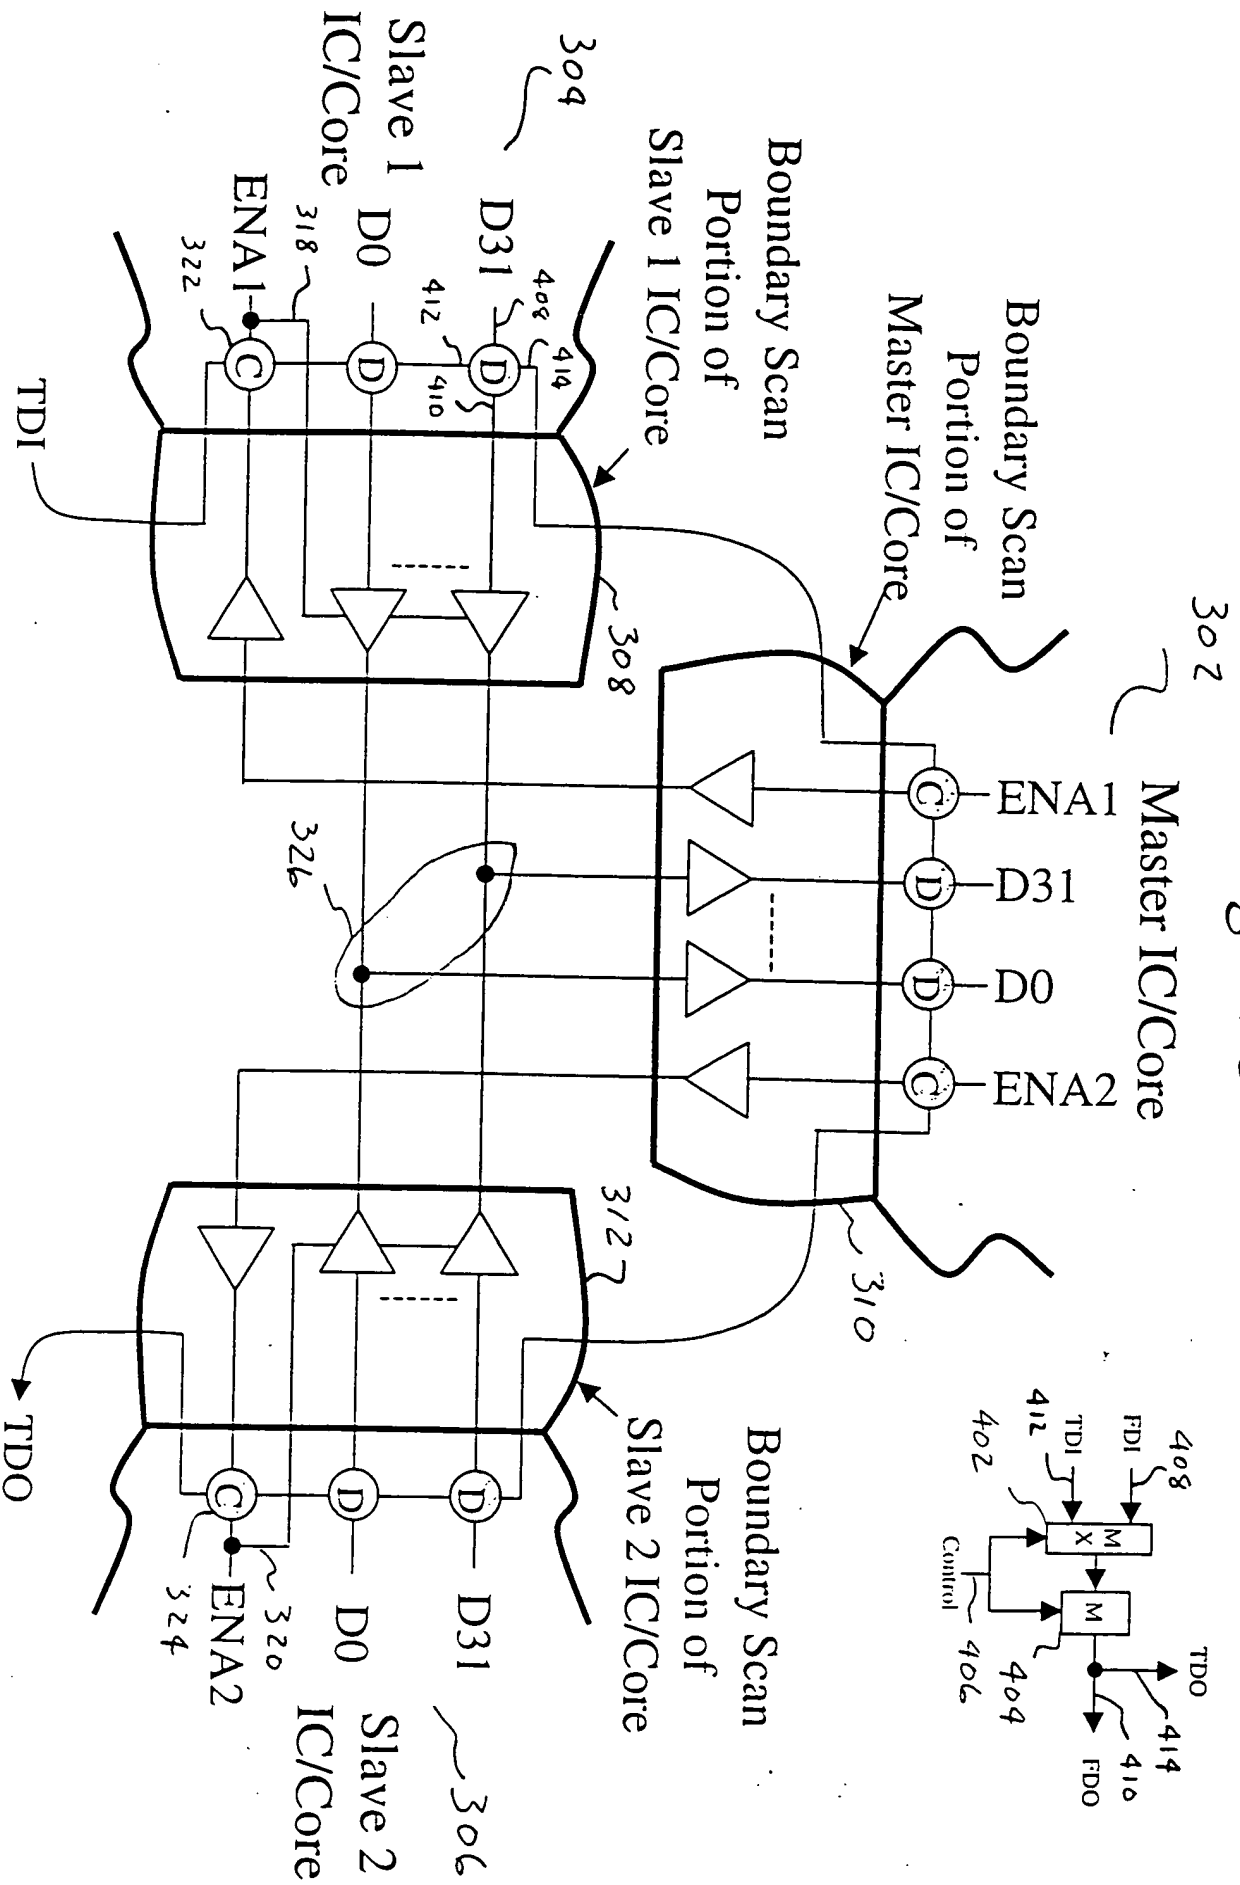 302
Master IC/Core
ENA1
D31
D0
ENA2
C
D
D
C
Boundary Scan
Portion of
Master IC/Core
310
Boundary Scan
Portion of
Slave 1 IC/Core
308
304
Slave 1
IC/Core
D31
408
414
D
410
412
D0
D
318
ENA1
C
322
TDI
326
312
Boundary Scan
Portion of
Slave 2 IC/Core
306
Slave 2
IC/Core
D
D31
D
D0
320
C
ENA2
324
TDO
408
FDI
TDI
412
M
X
402
M
404
Control
406
TDO
414
410
FDO